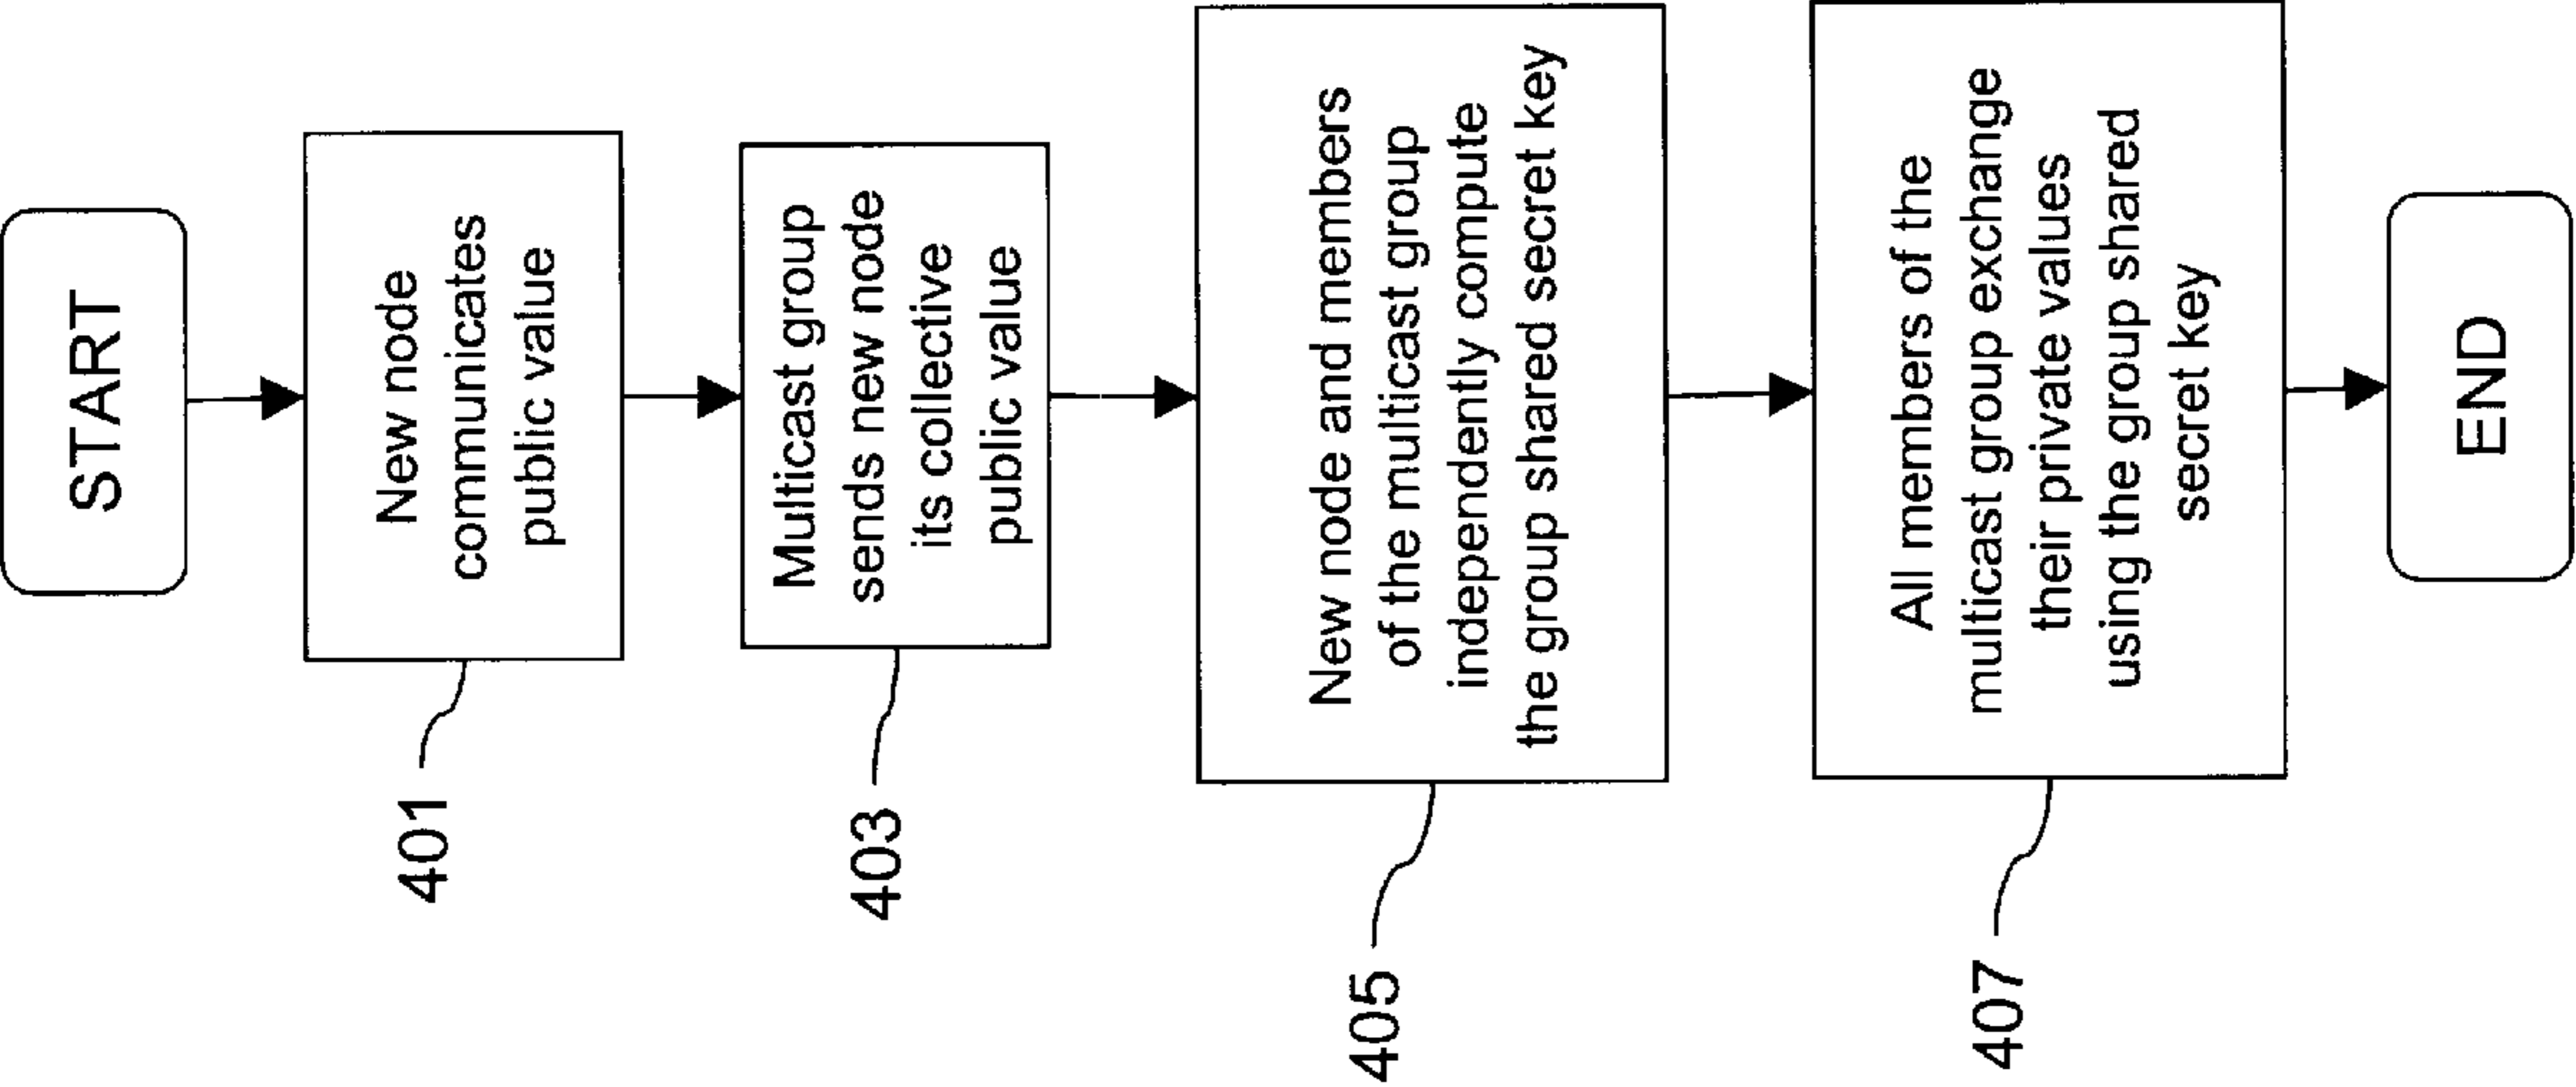 START
New node
communicates
public value
401
Multicast group
sends new node
its collective
public value
403
New node and members
of the multicast group
independently compute
the group shared secret key
405
All members of the
multicast group exchange
their private values
using the group shared
secret key
407
END